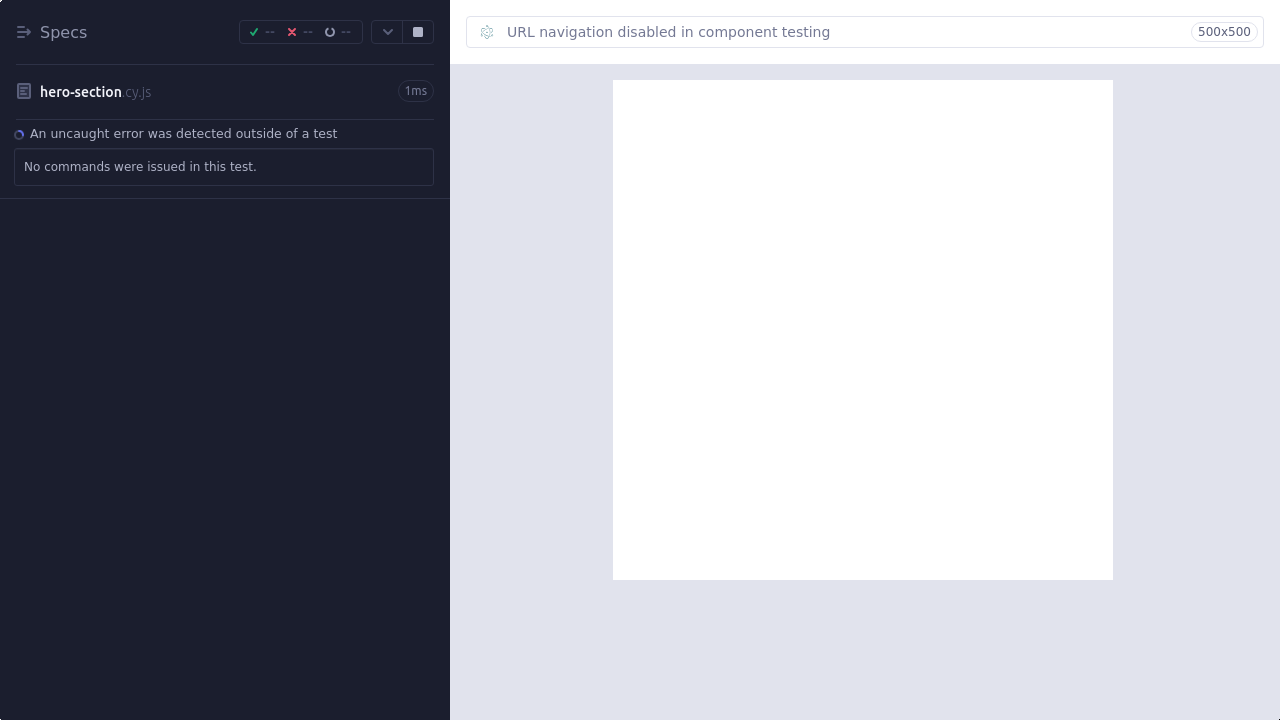 Specs
--
--
--
URL navigation disabled in component testing
500x500
hero-section.cy.js
1ms
An uncaught error was detected outside of a test
No commands were issued in this test.